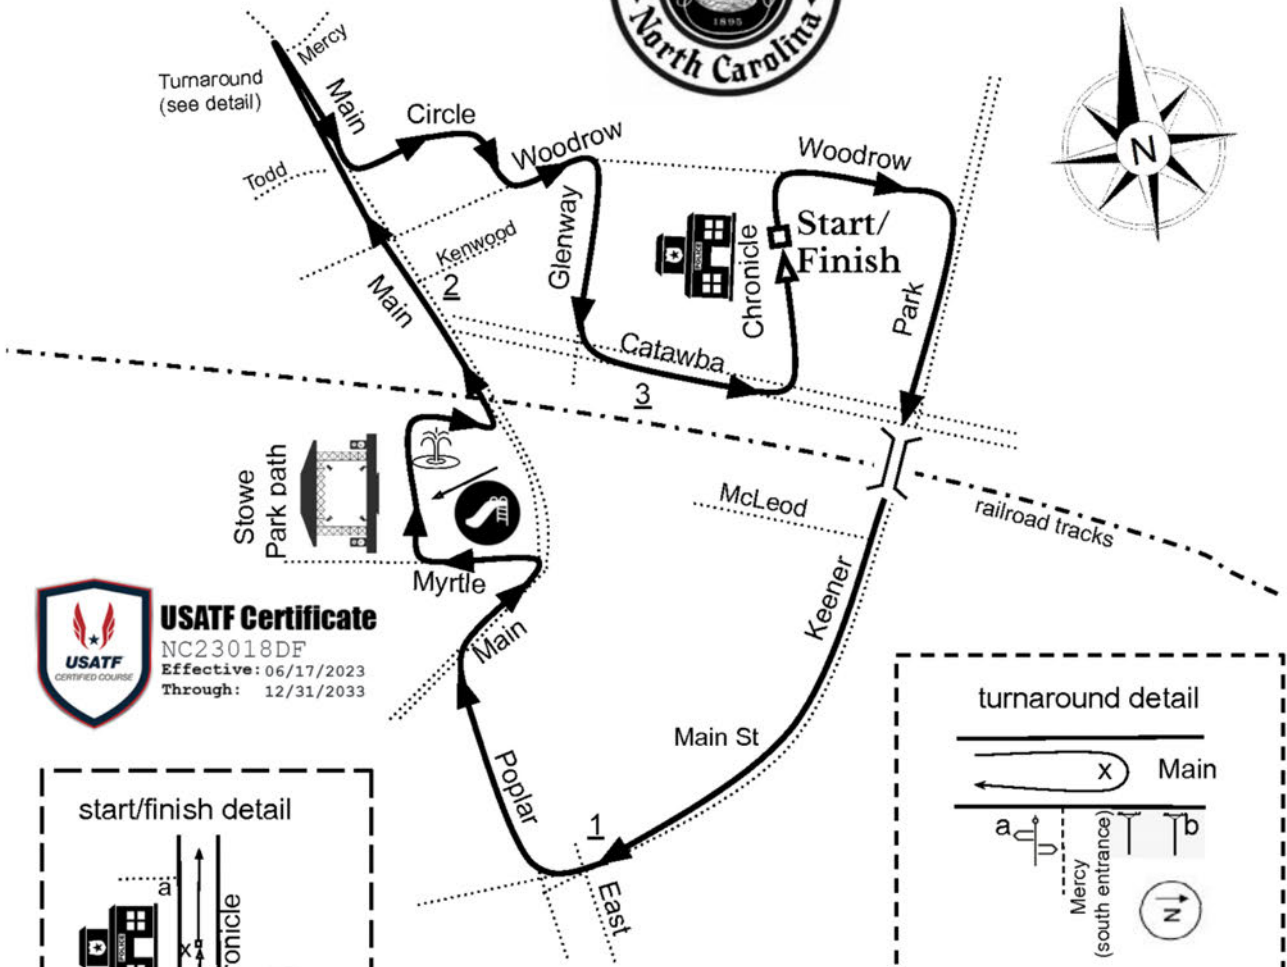 1895
North Carolina
Mercy
Turnaround
(see detail)
Main
Circle
Woodrow
Woodrow
Todd
N
Start/
Finish
Kenwood
Glenway
POLICE
Chronicle
Park
2
Main
Catawba
3
Stowe
Park path
McLeod
railroad tracks
Myrtle
Keener
USATF
CERTIFIED COURSE
USATF Certificate
NC23018DF
Effective: 06/17/2023
Through: 12/31/2033
Main
Main St
Poplar
1
East
turnaround detail
x
Main
a
b
Mercy
(south entrance)
N
start/finish detail
a
x
POLICE